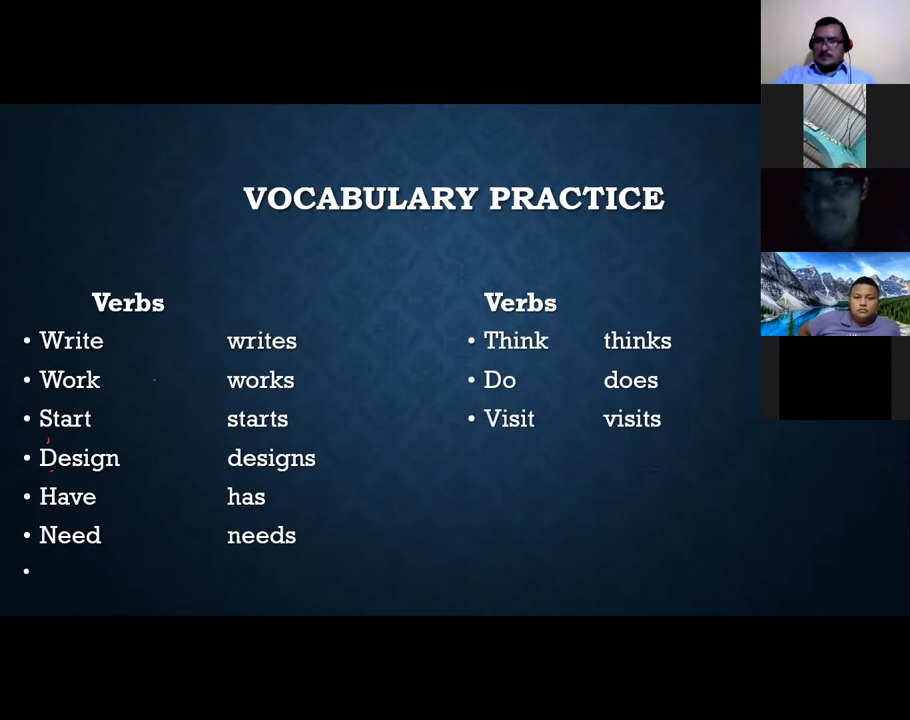 VOCABULARY PRACTICE
Verbs
• Write writes
• Work works
• Start starts
• Design designs
• Have has
• Need needs
•
Verbs
• Think thinks
• Do does
• Visit visits